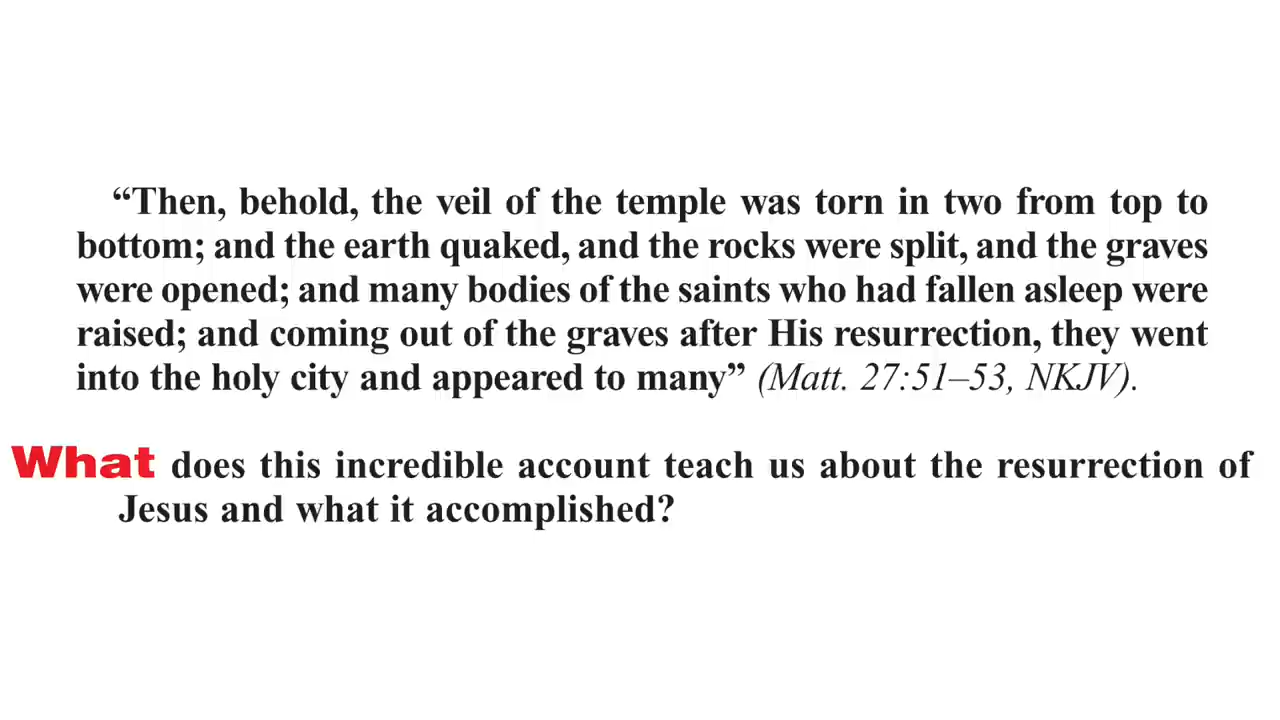 “Then, behold, the veil of the temple was torn in two from top to
bottom; and the earth quaked, and the rocks were split, and the graves
were opened; and many bodies of the saints who had fallen asleep were
raised; and coming out of the graves after His resurrection, they went
into the holy city and appeared to many” (Matt. 27:51–53, NKJV).
What does this incredible account teach us about the resurrection of
Jesus and what it accomplished?